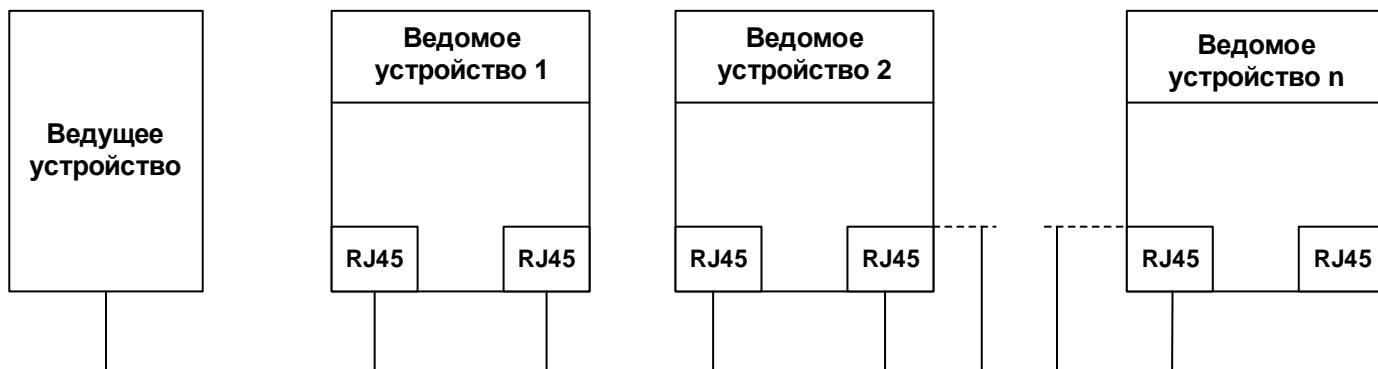 Ведущее
устройство
Ведомое
устройство 1
RJ45
RJ45
Ведомое
устройство 2
RJ45
RJ45
Ведомое
устройство n
RJ45
RJ45